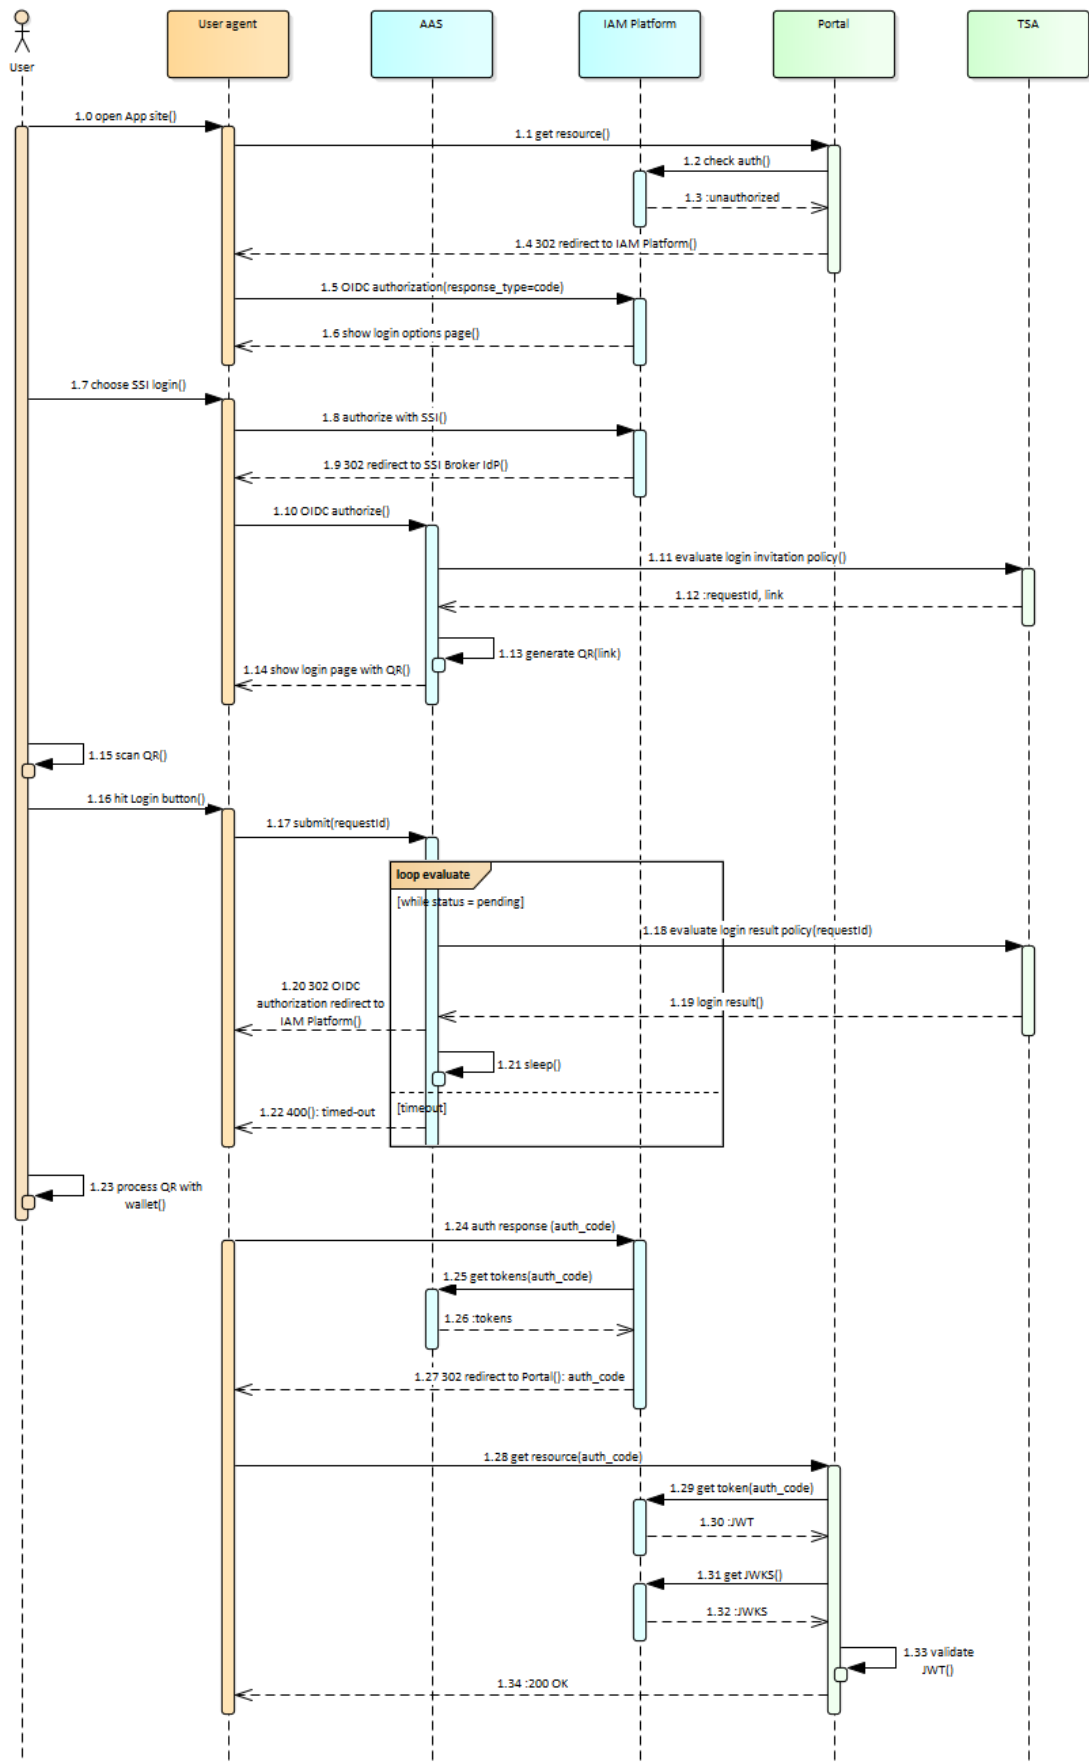 User agent
AAS
IAM Platform
Portal
TSA
User
1.0 open App site()
1.1 get resource()
1.2 check auth()
1.3 :unauthorized
1.4 302 redirect to IAM Platform()
1.5 OIDC authorization(response_type=code)
1.6 show login options page()
1.7 choose SSI login()
1.8 authorize with SSI()
1.9 302 redirect to SSI Broker IdP()
1.10 OIDC authorize()
1.11 evaluate login invitation policy()
1.12 :requestId, link
1.13 generate QR(link)
1.14 show login page with QR()
1.15 scan QR()
1.16 hit Login button()
1.17 submit(requestId)
loop evaluate
[while status = pending]
1.18 evaluate login result policy(requestId)
1.19 login result()
1.20 302 OIDC
authorization redirect to
IAM Platform()
1.21 sleep()
[timeout]
1.22 400(): timed-out
1.23 process QR with
wallet()
1.24 auth response (auth_code)
1.25 get tokens(auth_code)
1.26 :tokens
1.27 302 redirect to Portal(): auth_code
1.28 get resource(auth_code)
1.29 get token(auth_code)
1.30 :JWT
1.31 get JWKS()
1.32 :JWKS
1.33 validate
JWT()
1.34 :200 OK